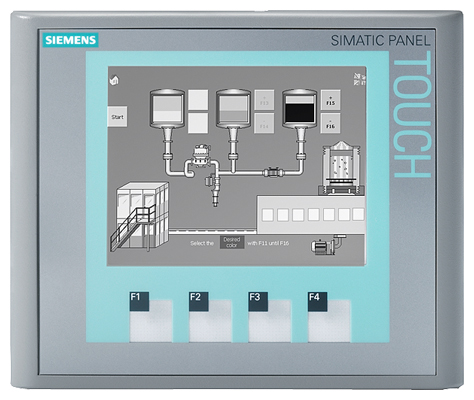 SIEMENS
SIMATIC PANEL
TOUCH
Start
F13
F14
+
F15
-
F16
Select the Desired color with F11 until F16
F1 F2 F3 F4